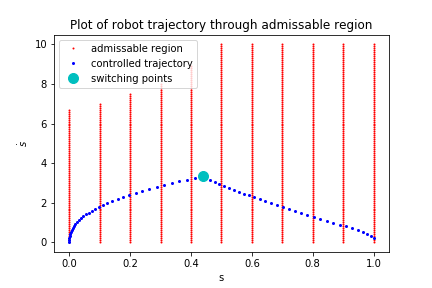 Plot of robot trajectory through admissable region
10
8
6
4
2
0
ṡ
admissable region
controlled trajectory
switching points
0.0 0.2 0.4 0.6 0.8 1.0
s